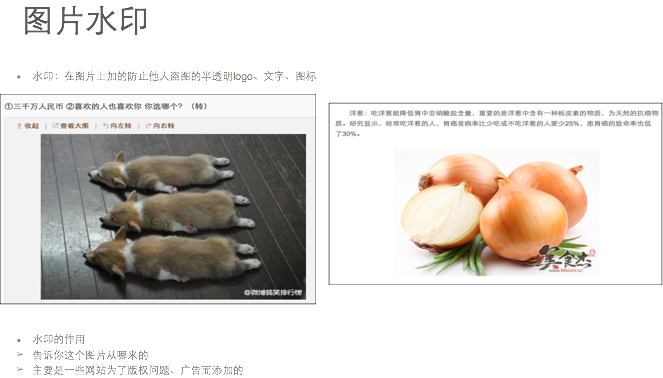 图片水印
水印：在图片上加的防止他人盗图的半透明logo、文字、图标
①三千万人民币 ②喜欢的人也喜欢你 你选哪个？（转）
收起 | 查看大图 | 向左转 | 向右转
@微博搞笑排行榜
洋葱：吃洋葱能降低胃中亚硝酸盐含量，重要的是洋葱中含有一种栎皮素的物质，为天然的抗癌物
质。研究显示，经常吃洋葱的人，胃癌发病率比少吃或不吃洋葱的人要少25%，患胃癌的致命率也低
了30%。
美食杰
水印的作用
告诉你这个图片从哪来的
主要是一些网站为了版权问题、广告而添加的